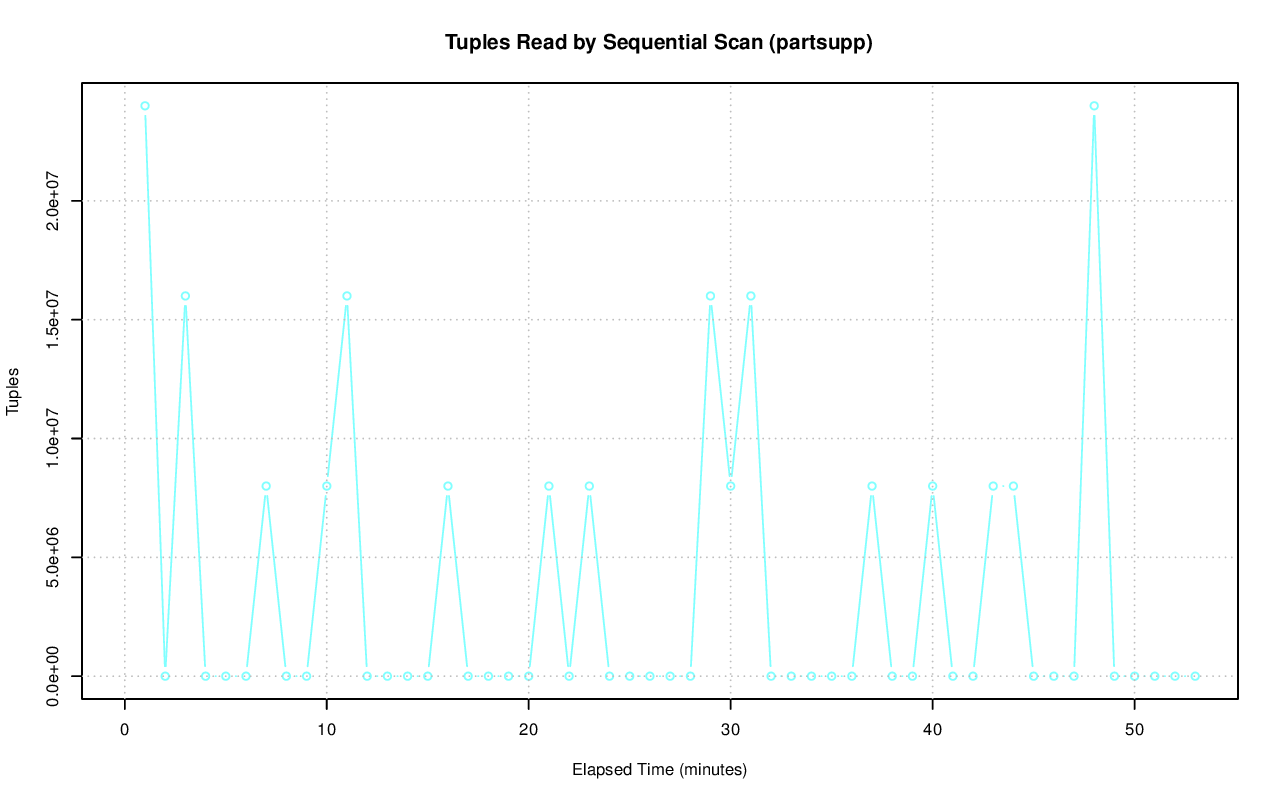 Tuples Read by Sequential Scan (partsupp)
2.0e+07
1.5e+07
1.0e+07
5.0e+06
0.0e+00
Tuples
0 10 20 30 40 50
Elapsed Time (minutes)